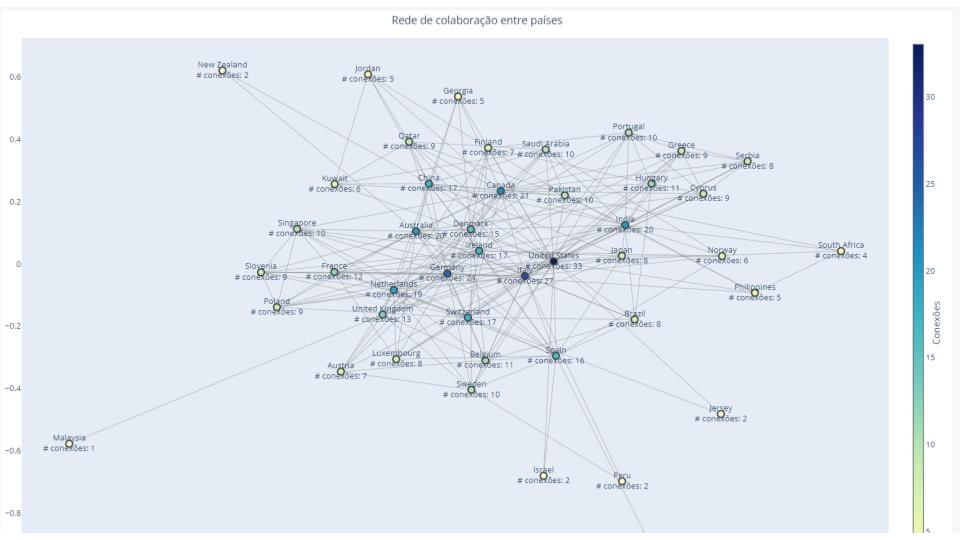 Rede de colaboração entre países
New Zealand
# conexões: 2
Jordan
# conexões: 5
Georgia
# conexões: 5
Portugal
# conexões: 10
Qatar
# conexões: 9
Finland
# conexões: 7
Saudi Arabia
# conexões: 10
Greece
# conexões: 9
Serbia
# conexões: 8
Kuwait
# conexões: 6
China
# conexões: 17
Canada
# conexões: 21
Pakistan
# conexões: 10
Hungary
# conexões: 11
Cyprus
# conexões: 9
Singapore
# conexões: 10
Australia
# conexões: 20
Denmark
# conexões: 15
India
# conexões: 20
Ireland
# conexões: 17
United States
# conexões: 33
Japan
# conexões: 8
Norway
# conexões: 6
South Africa
# conexões: 4
Slovenia
# conexões: 9
France
# conexões: 12
Germany
# conexões: 24
Italy
# conexões: 27
Netherlands
# conexões: 19
Philippines
# conexões: 5
Poland
# conexões: 9
United Kingdom
# conexões: 13
Switzerland
# conexões: 17
Brazil
# conexões: 8
Luxembourg
# conexões: 8
Belgium
# conexões: 11
Spain
# conexões: 16
Austria
# conexões: 7
Sweden
# conexões: 10
Jersey
# conexões: 2
Malaysia
# conexões: 1
Israel
# conexões: 2
Peru
# conexões: 2
0.6
0.4
0.2
0
−0.2
−0.4
−0.6
−0.8
30
25
20
15
10
5
Conexões